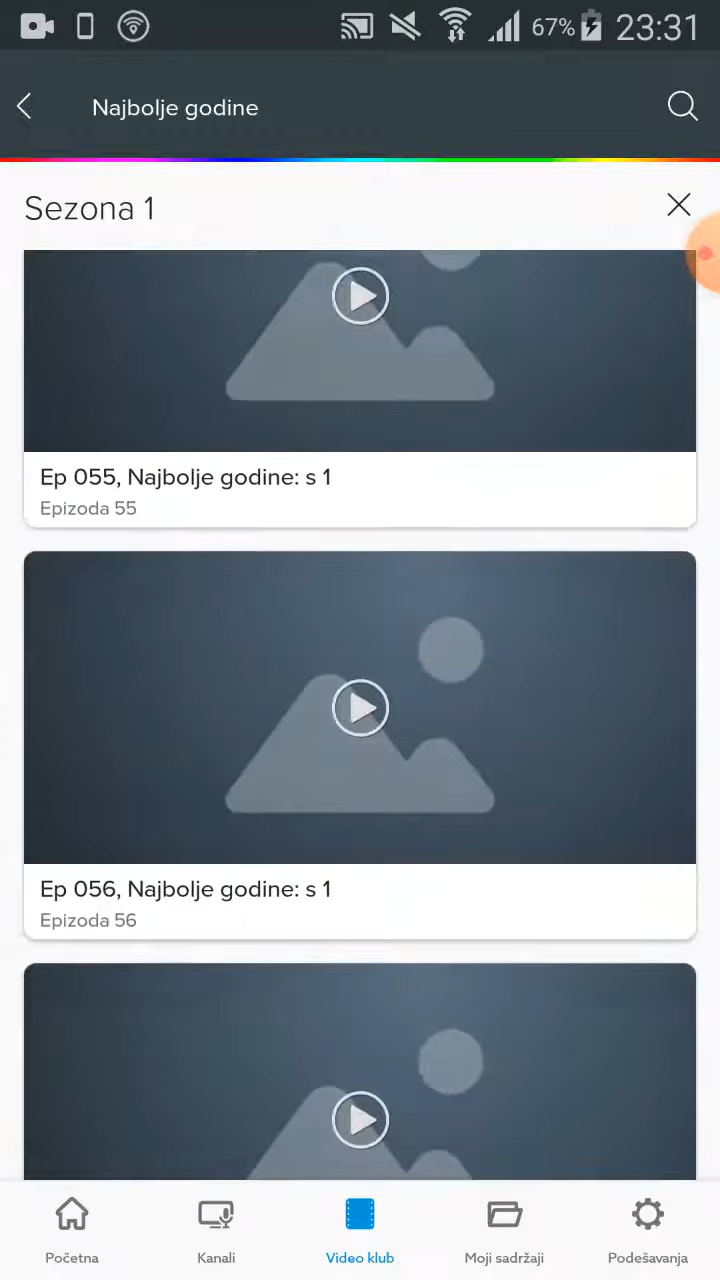 67% 23:31
Najbolje godine
Sezona 1
Ep 055, Najbolje godine: s 1
Epizoda 55
Ep 056, Najbolje godine: s 1
Epizoda 56
Početna Kanali Video klub Moji sadržaji Podešavanja